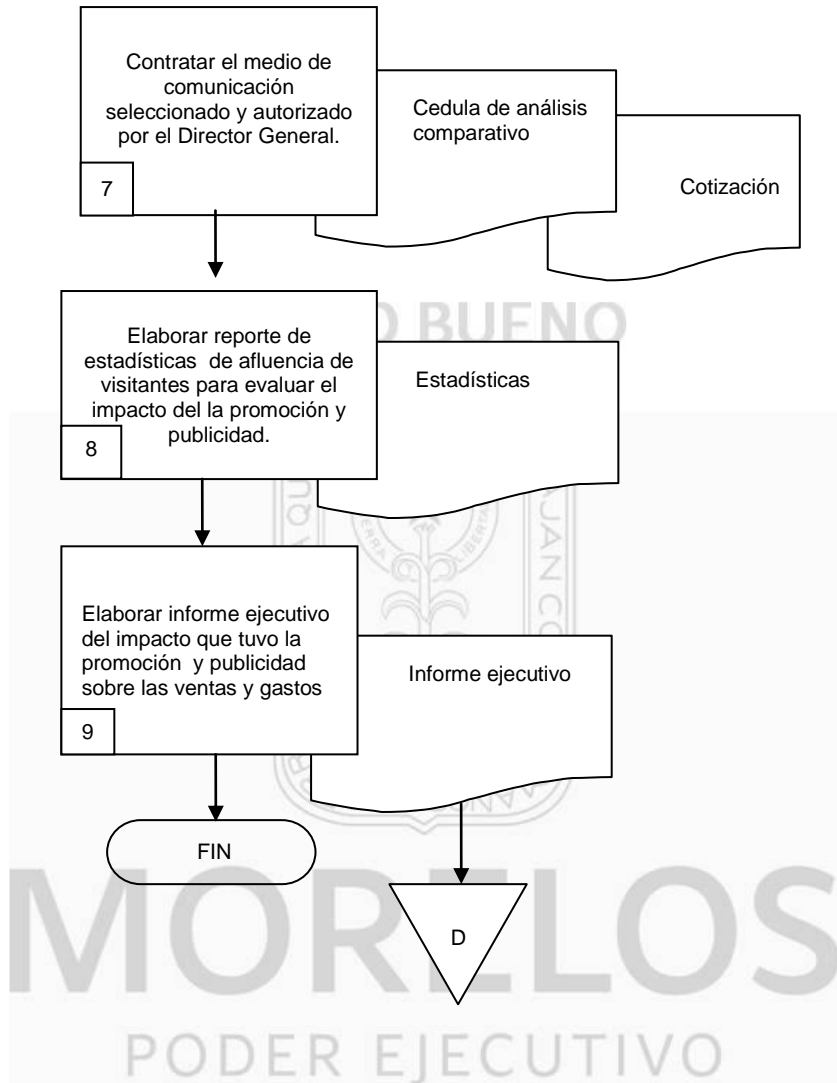 Contratar el medio de
comunicación
seleccionado y autorizado
por el Director General.
7
Cedula de análisis
comparativo
Cotización
BUENO
Elaborar reporte de
estadísticas de afluencia de
visitantes para evaluar el
impacto del la promoción y
publicidad.
8
Estadísticas
Elaborar informe ejecutivo
del impacto que tuvo la
promoción y publicidad
sobre las ventas y gastos
9
Informe ejecutivo
FIN
D
MORELOS
PODER EJECUTIVO